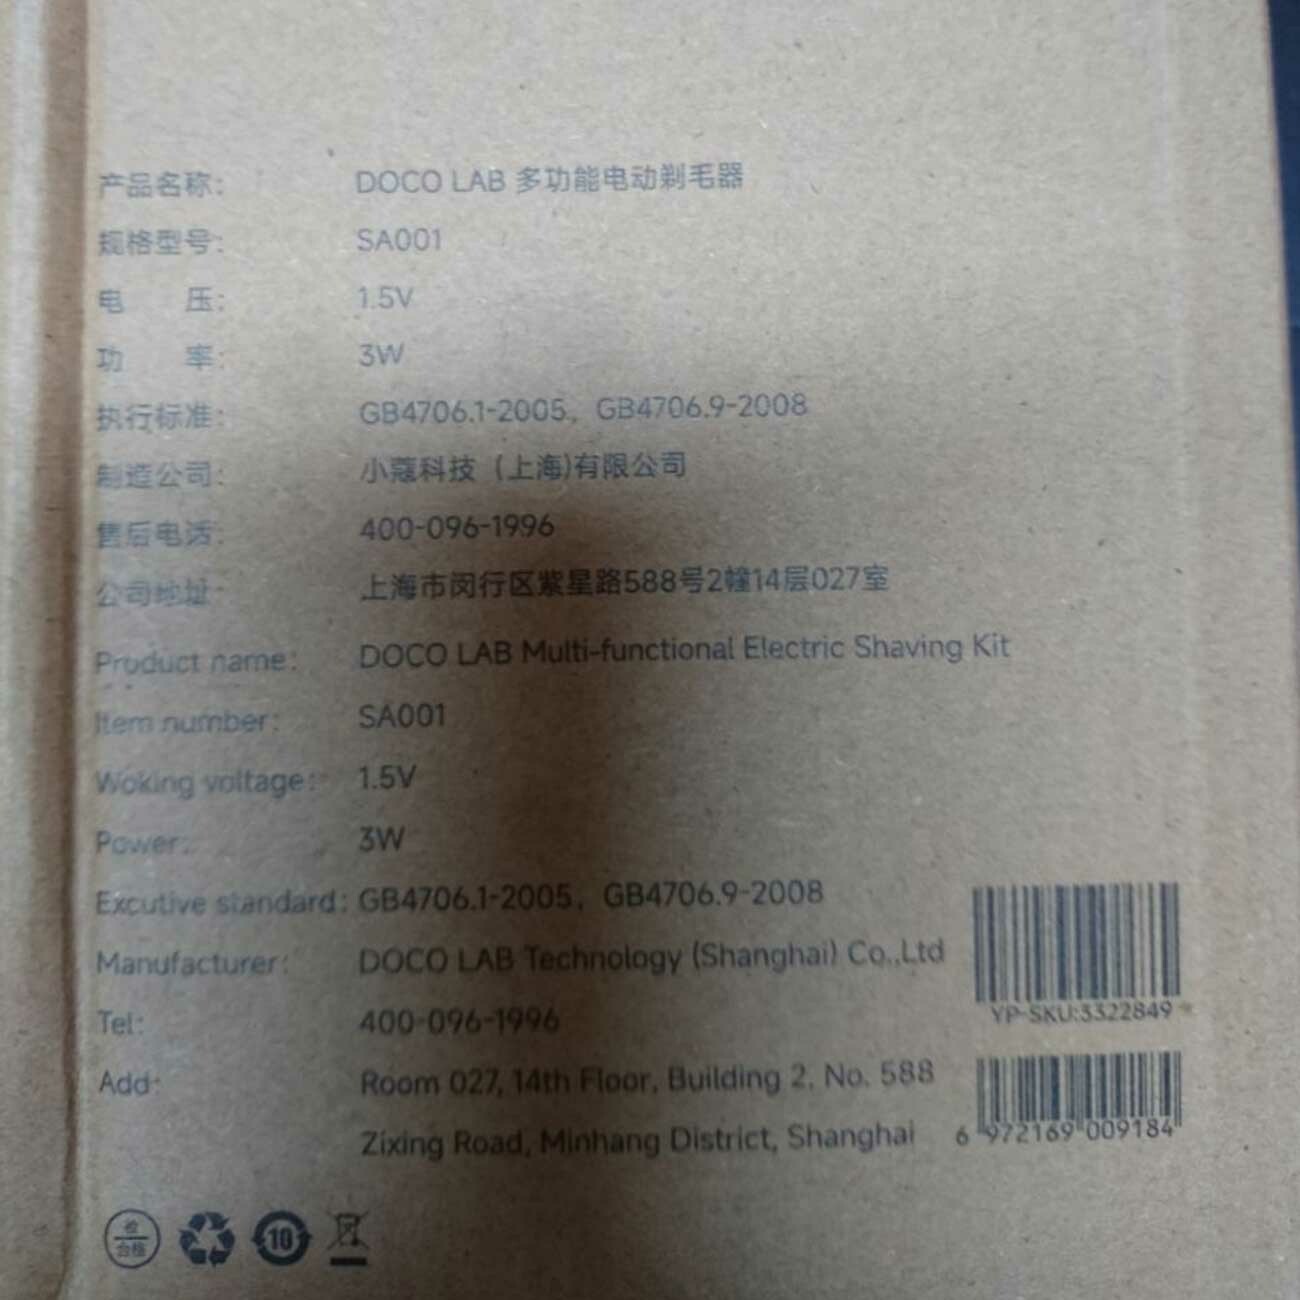 产品名称： DOCO LAB 多功能电动剃毛器
规格型号： SA001
电 压： 1.5V
功 率： 3W
执行标准： GB4706.1-2005、GB4706.9-2008
制造公司： 小蔻科技（上海)有限公司
售后电话： 400-096-1996
公司地址： 上海市闵行区紫星路588号2幢14层027室
Product name： DOCO LAB Multi-functional Electric Shaving Kit
Item number： SA001
Woking voltage： 1.5V
Power： 3W
Excutive standard：GB4706.1-2005、GB4706.9-2008
Manufacturer： DOCO LAB Technology (Shanghai) Co.,Ltd
Tel： 400-096-1996
Add： Room 027, 14th Floor, Building 2, No. 588
Zixing Road, Minhang District, Shanghai
YP-SKU:3322849
6 972169 009184
检
合格
10